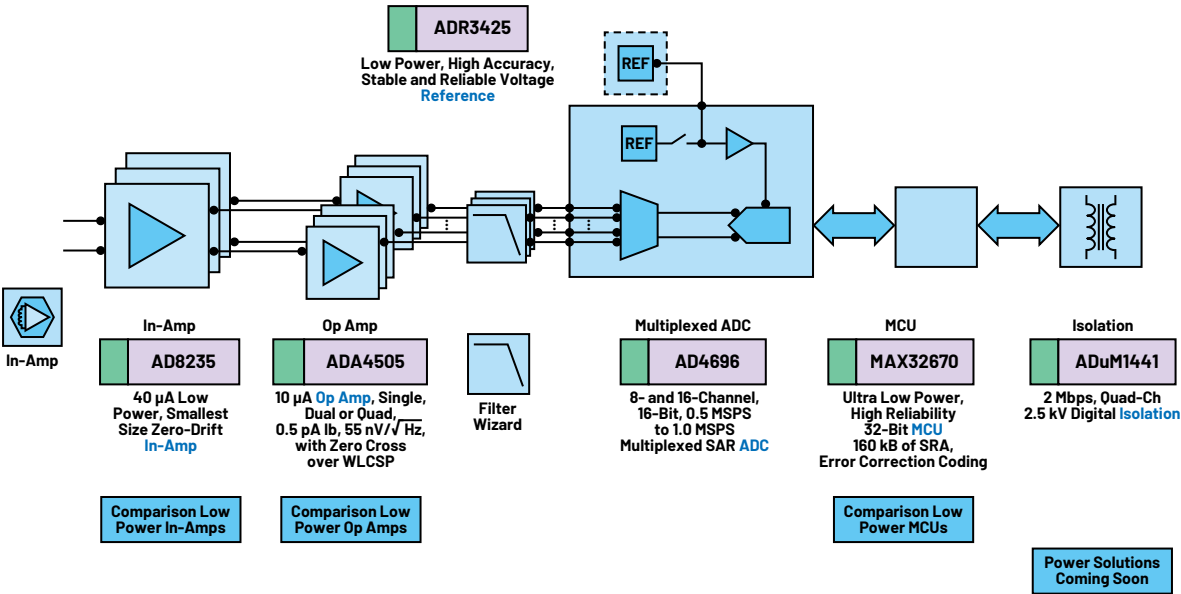 ADR3425
Low Power, High Accuracy,
Stable and Reliable Voltage
Reference
REF
REF
In-Amp
In-Amp
AD8235
40 µA Low
Power, Smallest
Size Zero-Drift
In-Amp
Comparison Low
Power In-Amps
Op Amp
ADA4505
10 µA Op Amp, Single,
Dual or Quad,
0.5 pA Ib, 55 nV/√Hz,
with Zero Cross
over WLCSP
Comparison Low
Power Op Amps
Filter
Wizard
Multiplexed ADC
AD4696
8- and 16-Channel,
16-Bit, 0.5 MSPS
to 1.0 MSPS
Multiplexed SAR ADC
MCU
MAX32670
Ultra Low Power,
High Reliability
32-Bit MCU
160 kB of SRA,
Error Correction Coding
Comparison Low
Power MCUs
Isolation
ADuM1441
2 Mbps, Quad-Ch
2.5 kV Digital Isolation
Power Solutions
Coming Soon